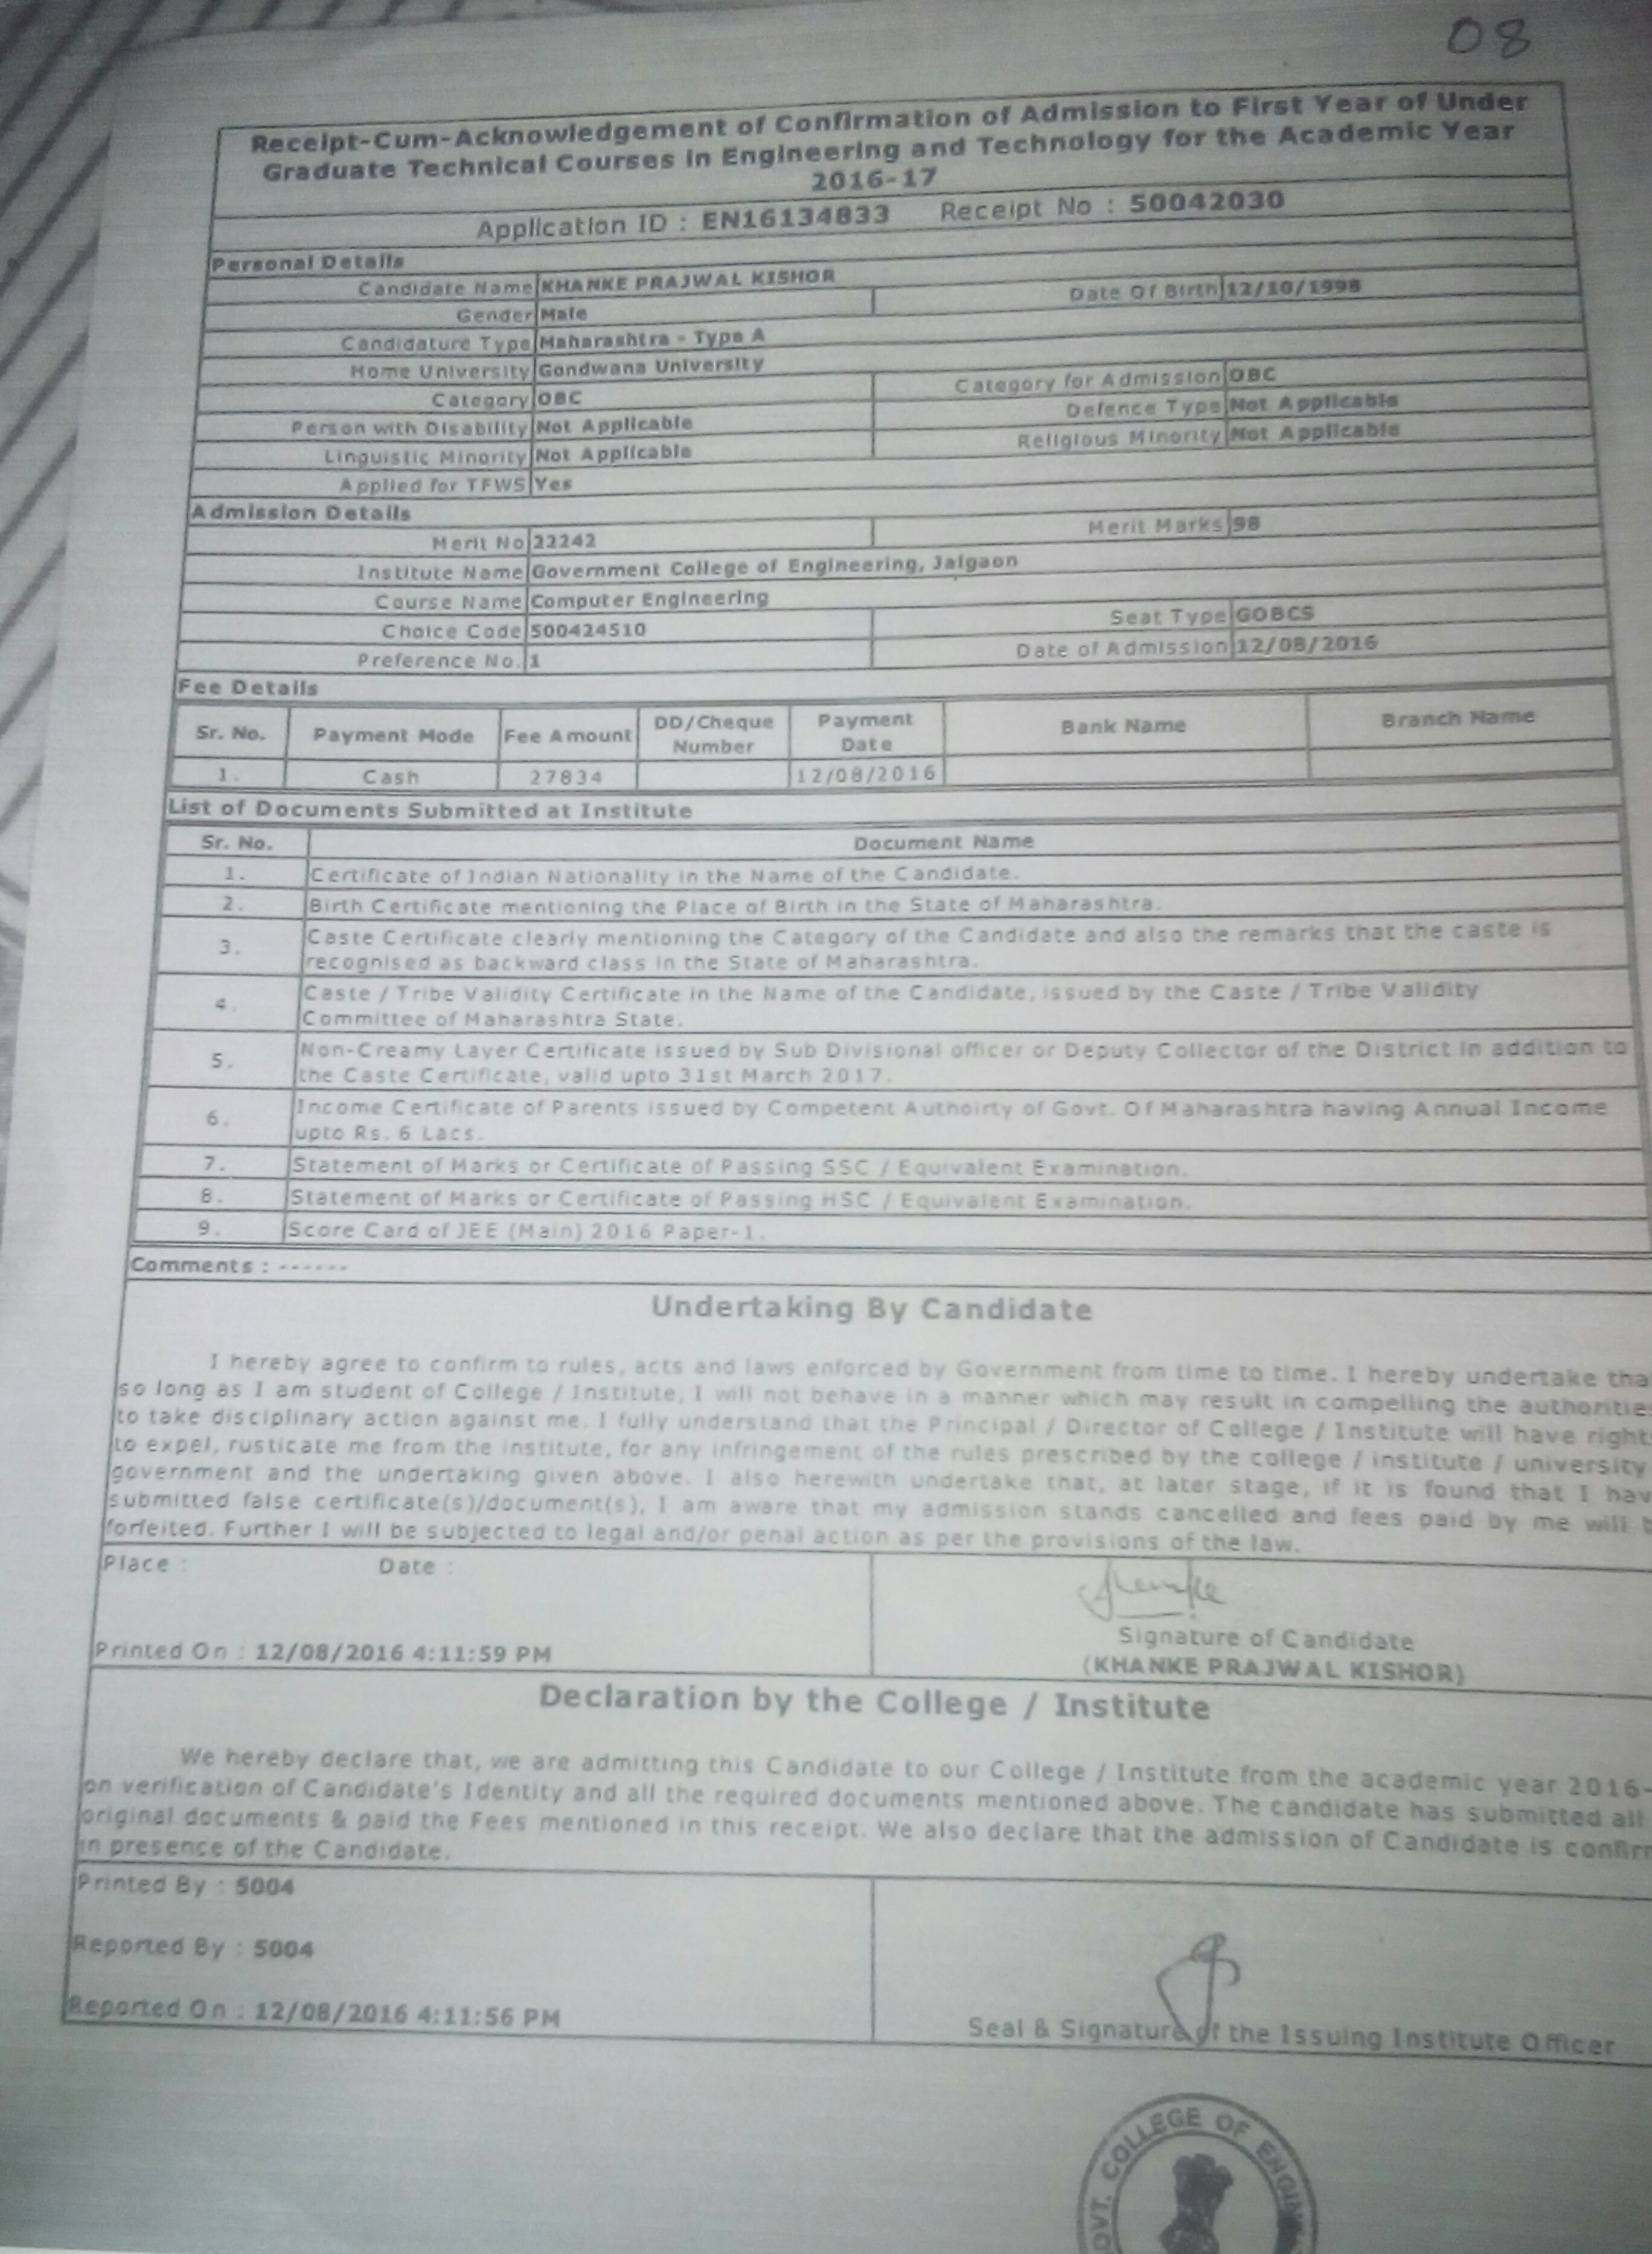 08
Receipt-Cum-Acknowledgement of Confirmation of Admission to First Year of Under
Graduate Technical Courses in Engineering and Technology for the Academic Year
2016-17
Application ID : EN16134833 Receipt No : 50042030
Personal Details
Candidate Name KHANKE PRAJWAL KISHOR
Gender Male Date Of Birth 12/10/1998
Candidature Type Maharashtra - Type A
Home University Gondwana University
Category OBC Category for Admission OBC
Person with Disability Not Applicable Defence Type Not Applicable
Linguistic Minority Not Applicable Religious Minority Not Applicable
Applied for TFWS Yes
Admission Details
Merit No 22242 Merit Marks 98
Institute Name Government College of Engineering, Jalgaon
Course Name Computer Engineering
Choice Code 500424510 Seat Type GOBCS
Preference No. 1 Date of Admission 12/08/2016
Fee Details
Sr. No. Payment Mode Fee Amount DD/Cheque Number Payment Date Bank Name Branch Name
1. Cash 27834 12/08/2016
List of Documents Submitted at Institute
Sr. No. Document Name
1. Certificate of Indian Nationality in the Name of the Candidate.
2. Birth Certificate mentioning the Place of Birth in the State of Maharashtra.
3. Caste Certificate clearly mentioning the Category of the Candidate and also the remarks that the caste is
recognised as backward class in the State of Maharashtra.
4. Caste / Tribe Validity Certificate in the Name of the Candidate, issued by the Caste / Tribe Validity
Committee of Maharashtra State.
5. Non-Creamy Layer Certificate issued by Sub Divisional officer or Deputy Collector of the District in addition to
the Caste Certificate, valid upto 31st March 2017.
6. Income Certificate of Parents issued by Competent Authoirty of Govt. Of Maharashtra having Annual Income
upto Rs. 6 Lacs.
7. Statement of Marks or Certificate of Passing SSC / Equivalent Examination.
8. Statement of Marks or Certificate of Passing HSC / Equivalent Examination.
9. Score Card of JEE (Main) 2016 Paper-1.
Comments : ------
Undertaking By Candidate
I hereby agree to confirm to rules, acts and laws enforced by Government from time to time. I hereby undertake tha
so long as I am student of College / Institute, I will not behave in a manner which may result in compelling the authorities
to take disciplinary action against me. I fully understand that the Principal / Director of College / Institute will have right
to expel, rusticate me from the institute, for any infringement of the rules prescribed by the college / institute / university
government and the undertaking given above. I also herewith undertake that, at later stage, if it is found that I hav
submitted false certificate(s)/document(s), I am aware that my admission stands cancelled and fees paid by me will b
forfeited. Further I will be subjected to legal and/or penal action as per the provisions of the law.
Place : Date :
Signature of Candidate
Printed On : 12/08/2016 4:11:59 PM (KHANKE PRAJWAL KISHOR)
Declaration by the College / Institute
We hereby declare that, we are admitting this Candidate to our College / Institute from the academic year 2016-
on verification of Candidate's Identity and all the required documents mentioned above. The candidate has submitted all
original documents & paid the Fees mentioned in this receipt. We also declare that the admission of Candidate is confirm
in presence of the Candidate.
Printed By : 5004
Reported By : 5004
Reported On : 12/08/2016 4:11:56 PM
Seal & Signature of the Issuing Institute Officer
OVT. COLLEGE OF ENGIN